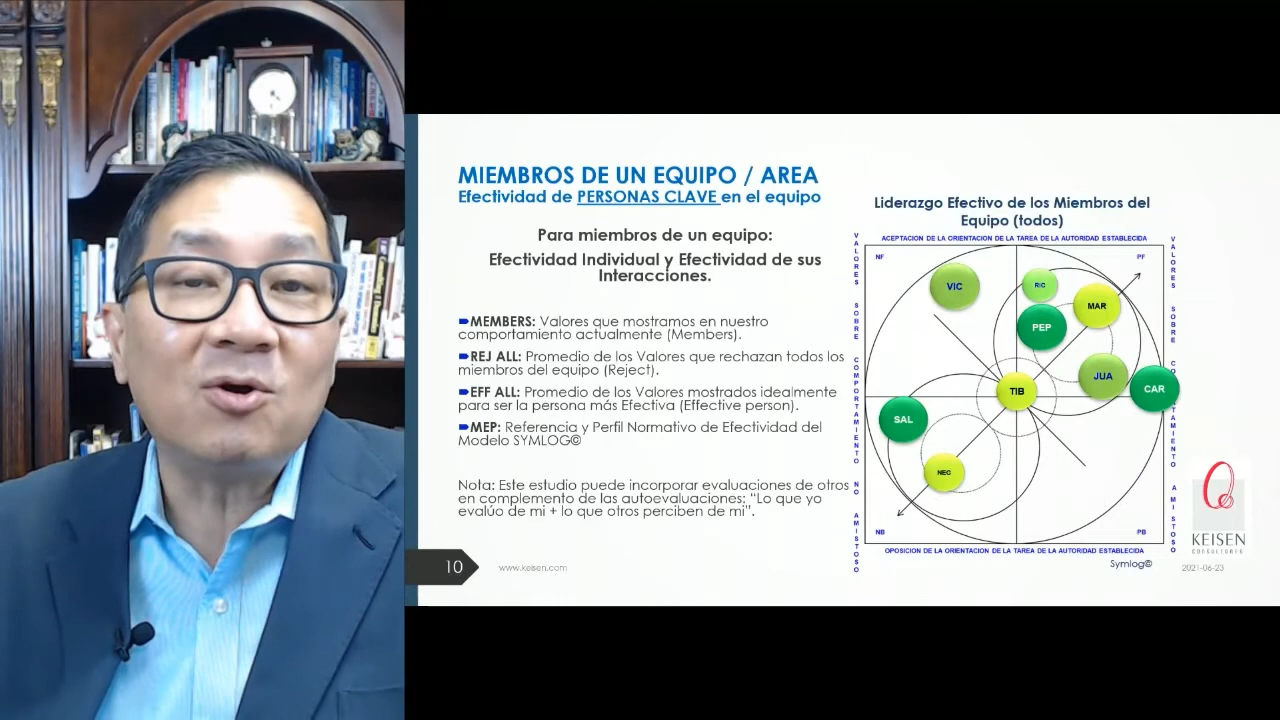 MIEMBROS DE UN EQUIPO / AREA
Efectividad de PERSONAS CLAVE en el equipo
Para miembros de un equipo:
Efectividad Individual y Efectividad de sus
Interacciones.
MEMBERS: Valores que mostramos en nuestro
comportamiento actualmente (Members).
REJ ALL: Promedio de los Valores que rechazan todos los
miembros del equipo (Reject).
EFF ALL: Promedio de los Valores mostrados idealmente
para ser la persona más Efectiva (Effective person).
MEP: Referencia y Perfil Normativo de Efectividad del
Modelo SYMLOG©
Nota: Este estudio puede incorporar evaluaciones de otros
en complemento de las autoevaluaciones: “Lo que yo
evalúo de mi + lo que otros perciben de mi”.
10
www.keisen.com
Liderazgo Efectivo de los Miembros del
Equipo (todos)
ACEPTACION DE LA ORIENTACION DE LA TAREA DE LA AUTORIDAD ESTABLECIDA
VALORES SOBRE COMPORTAMIENTO NO AMISTOSO
NF
PF
VIC
RIC
MAR
PEP
JUA
CAR
TIB
SAL
NEC
NB
PB
VALORES SOBRE CO TAMIENTO AMISTOSO
OPOSICION DE LA ORIENTACION DE LA TAREA DE LA AUTORIDAD ESTABLECIDA
Symlog©
KEISEN
CONSULTORES
2021-06-23